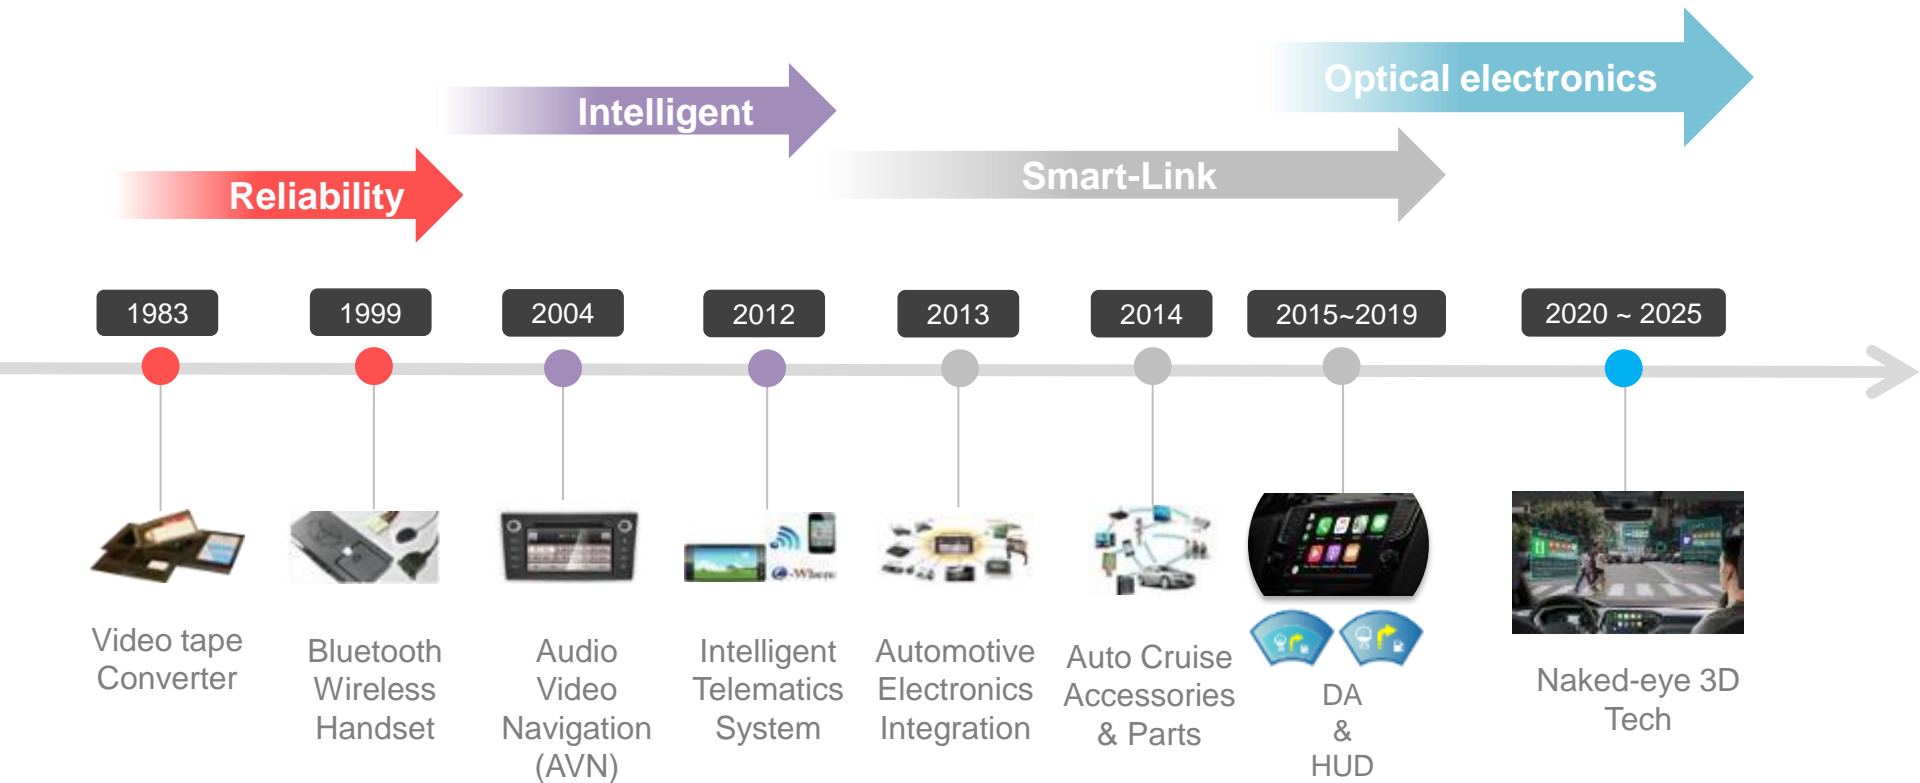 Optical electronics
Intelligent
Smart-Link
Reliability
1983
1999
2004
2012
2013
2014
2015~2019
2020 ~ 2025
@-Where
Video tape
Converter
Bluetooth
Wireless
Handset
Audio
Video
Navigation
(AVN)
Intelligent
Telematics
System
Automotive
Electronics
Integration
Auto Cruise
Accessories
& Parts
DA
&
HUD
Naked-eye 3D
Tech